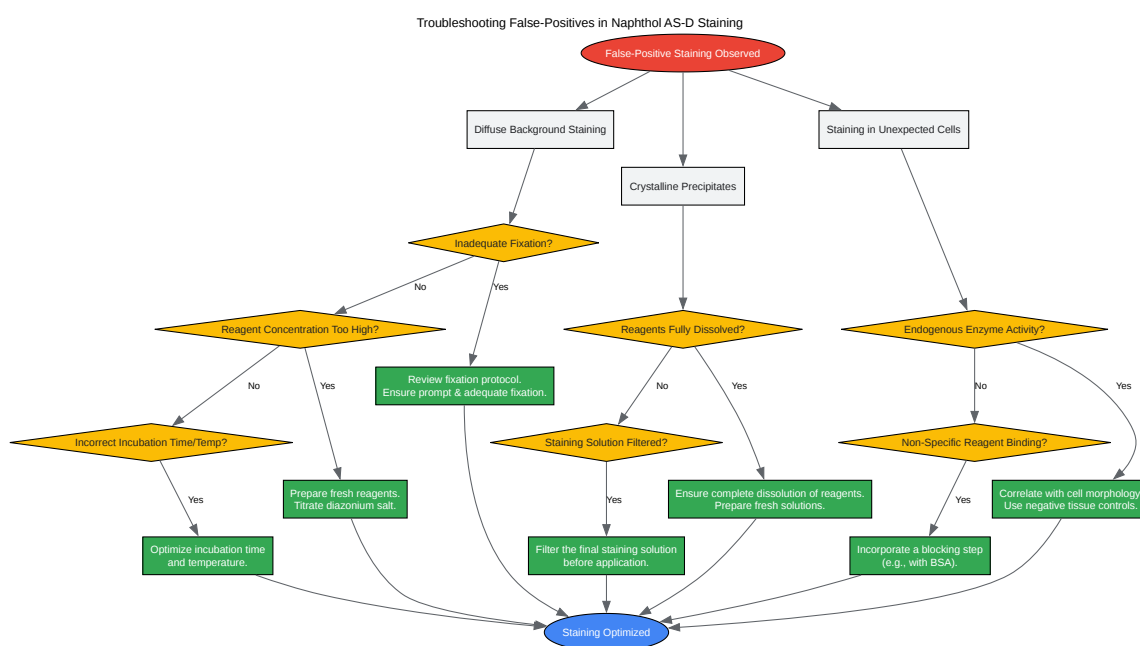 Troubleshooting False-Positives in Naphthol AS-D Staining
False-Positive Staining Observed
Diffuse Background Staining
Staining in Unexpected Cells
Crystalline Precipitates
Inadequate Fixation?
No
Yes
Reagent Concentration Too High?
Reagents Fully Dissolved?
Endogenous Enzyme Activity?
Review fixation protocol.
Ensure prompt & adequate fixation.
No
Yes
No
Yes
No
Yes
Incorrect Incubation Time/Temp?
Staining Solution Filtered?
Non-Specific Reagent Binding?
Yes
Prepare fresh reagents.
Titrate diazonium salt.
Yes
Ensure complete dissolution of reagents.
Prepare fresh solutions.
Yes
Correlate with cell morphology
Use negative tissue controls.
Optimize incubation time
and temperature.
Filter the final staining solution
before application.
Incorporate a blocking step
(e.g., with BSA).
Staining Optimized